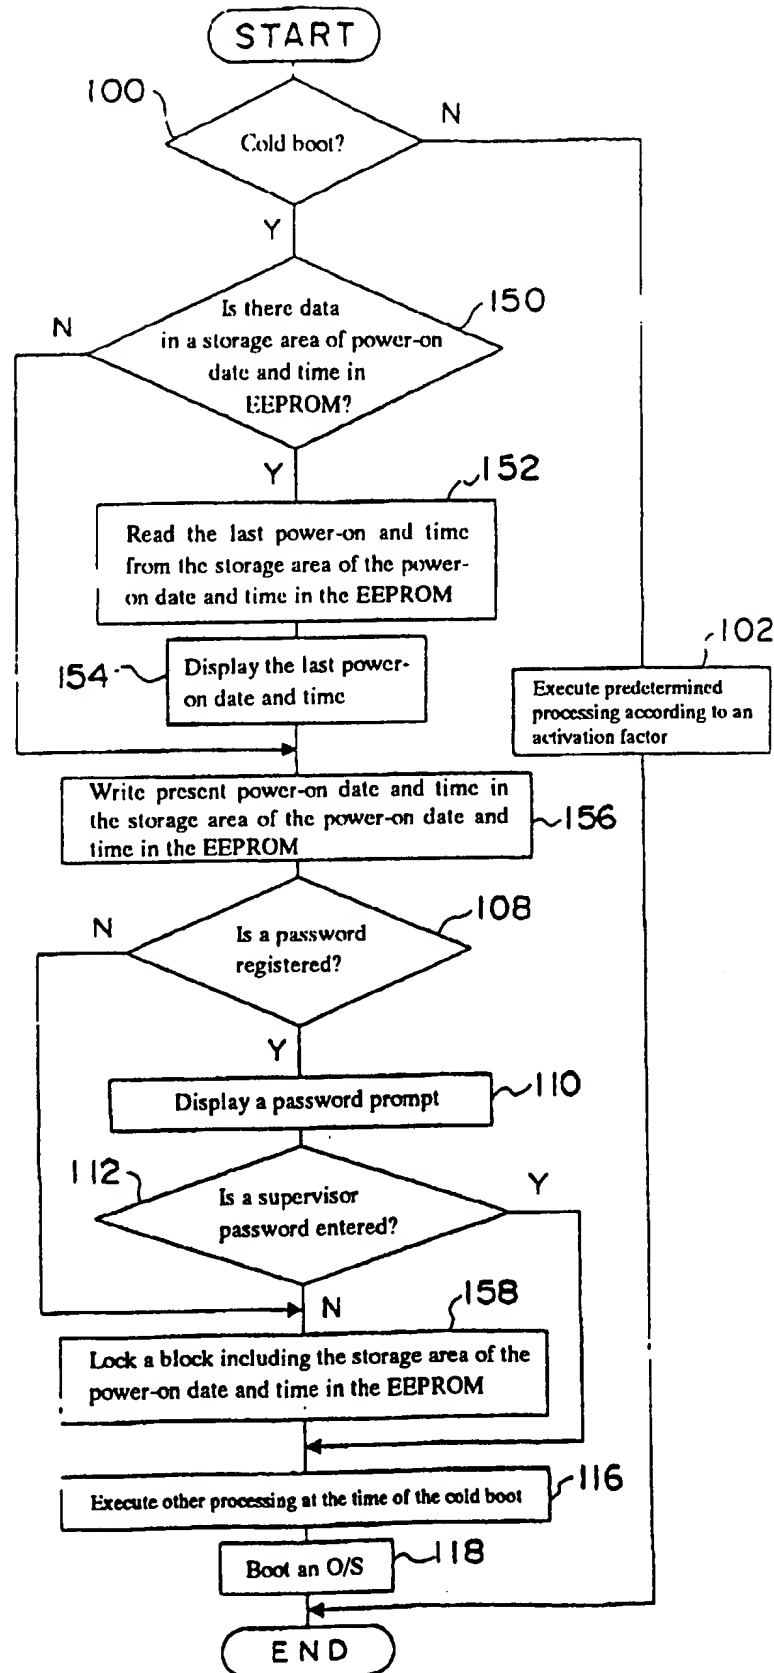 START
100
Cold boot?
N
Y
150
Is there data
in a storage area of power-on
date and time in
EEPROM?
N
Y
152
Read the last power-on and time
from the storage area of the power-
on date and time in the EEPROM
154
Display the last power-
on date and time
102
Execute predetermined
processing according to an
activation factor
Write present power-on date and time in
the storage area of the power-on date and
time in the EEPROM
156
108
N
Is a password
registered?
Y
Display a password prompt
110
112
Is a supervisor
password entered?
Y
N
158
Lock a block including the storage area of the
power-on date and time in the EEPROM
Execute other processing at the time of the cold boot
116
Boot an O/S
118
END